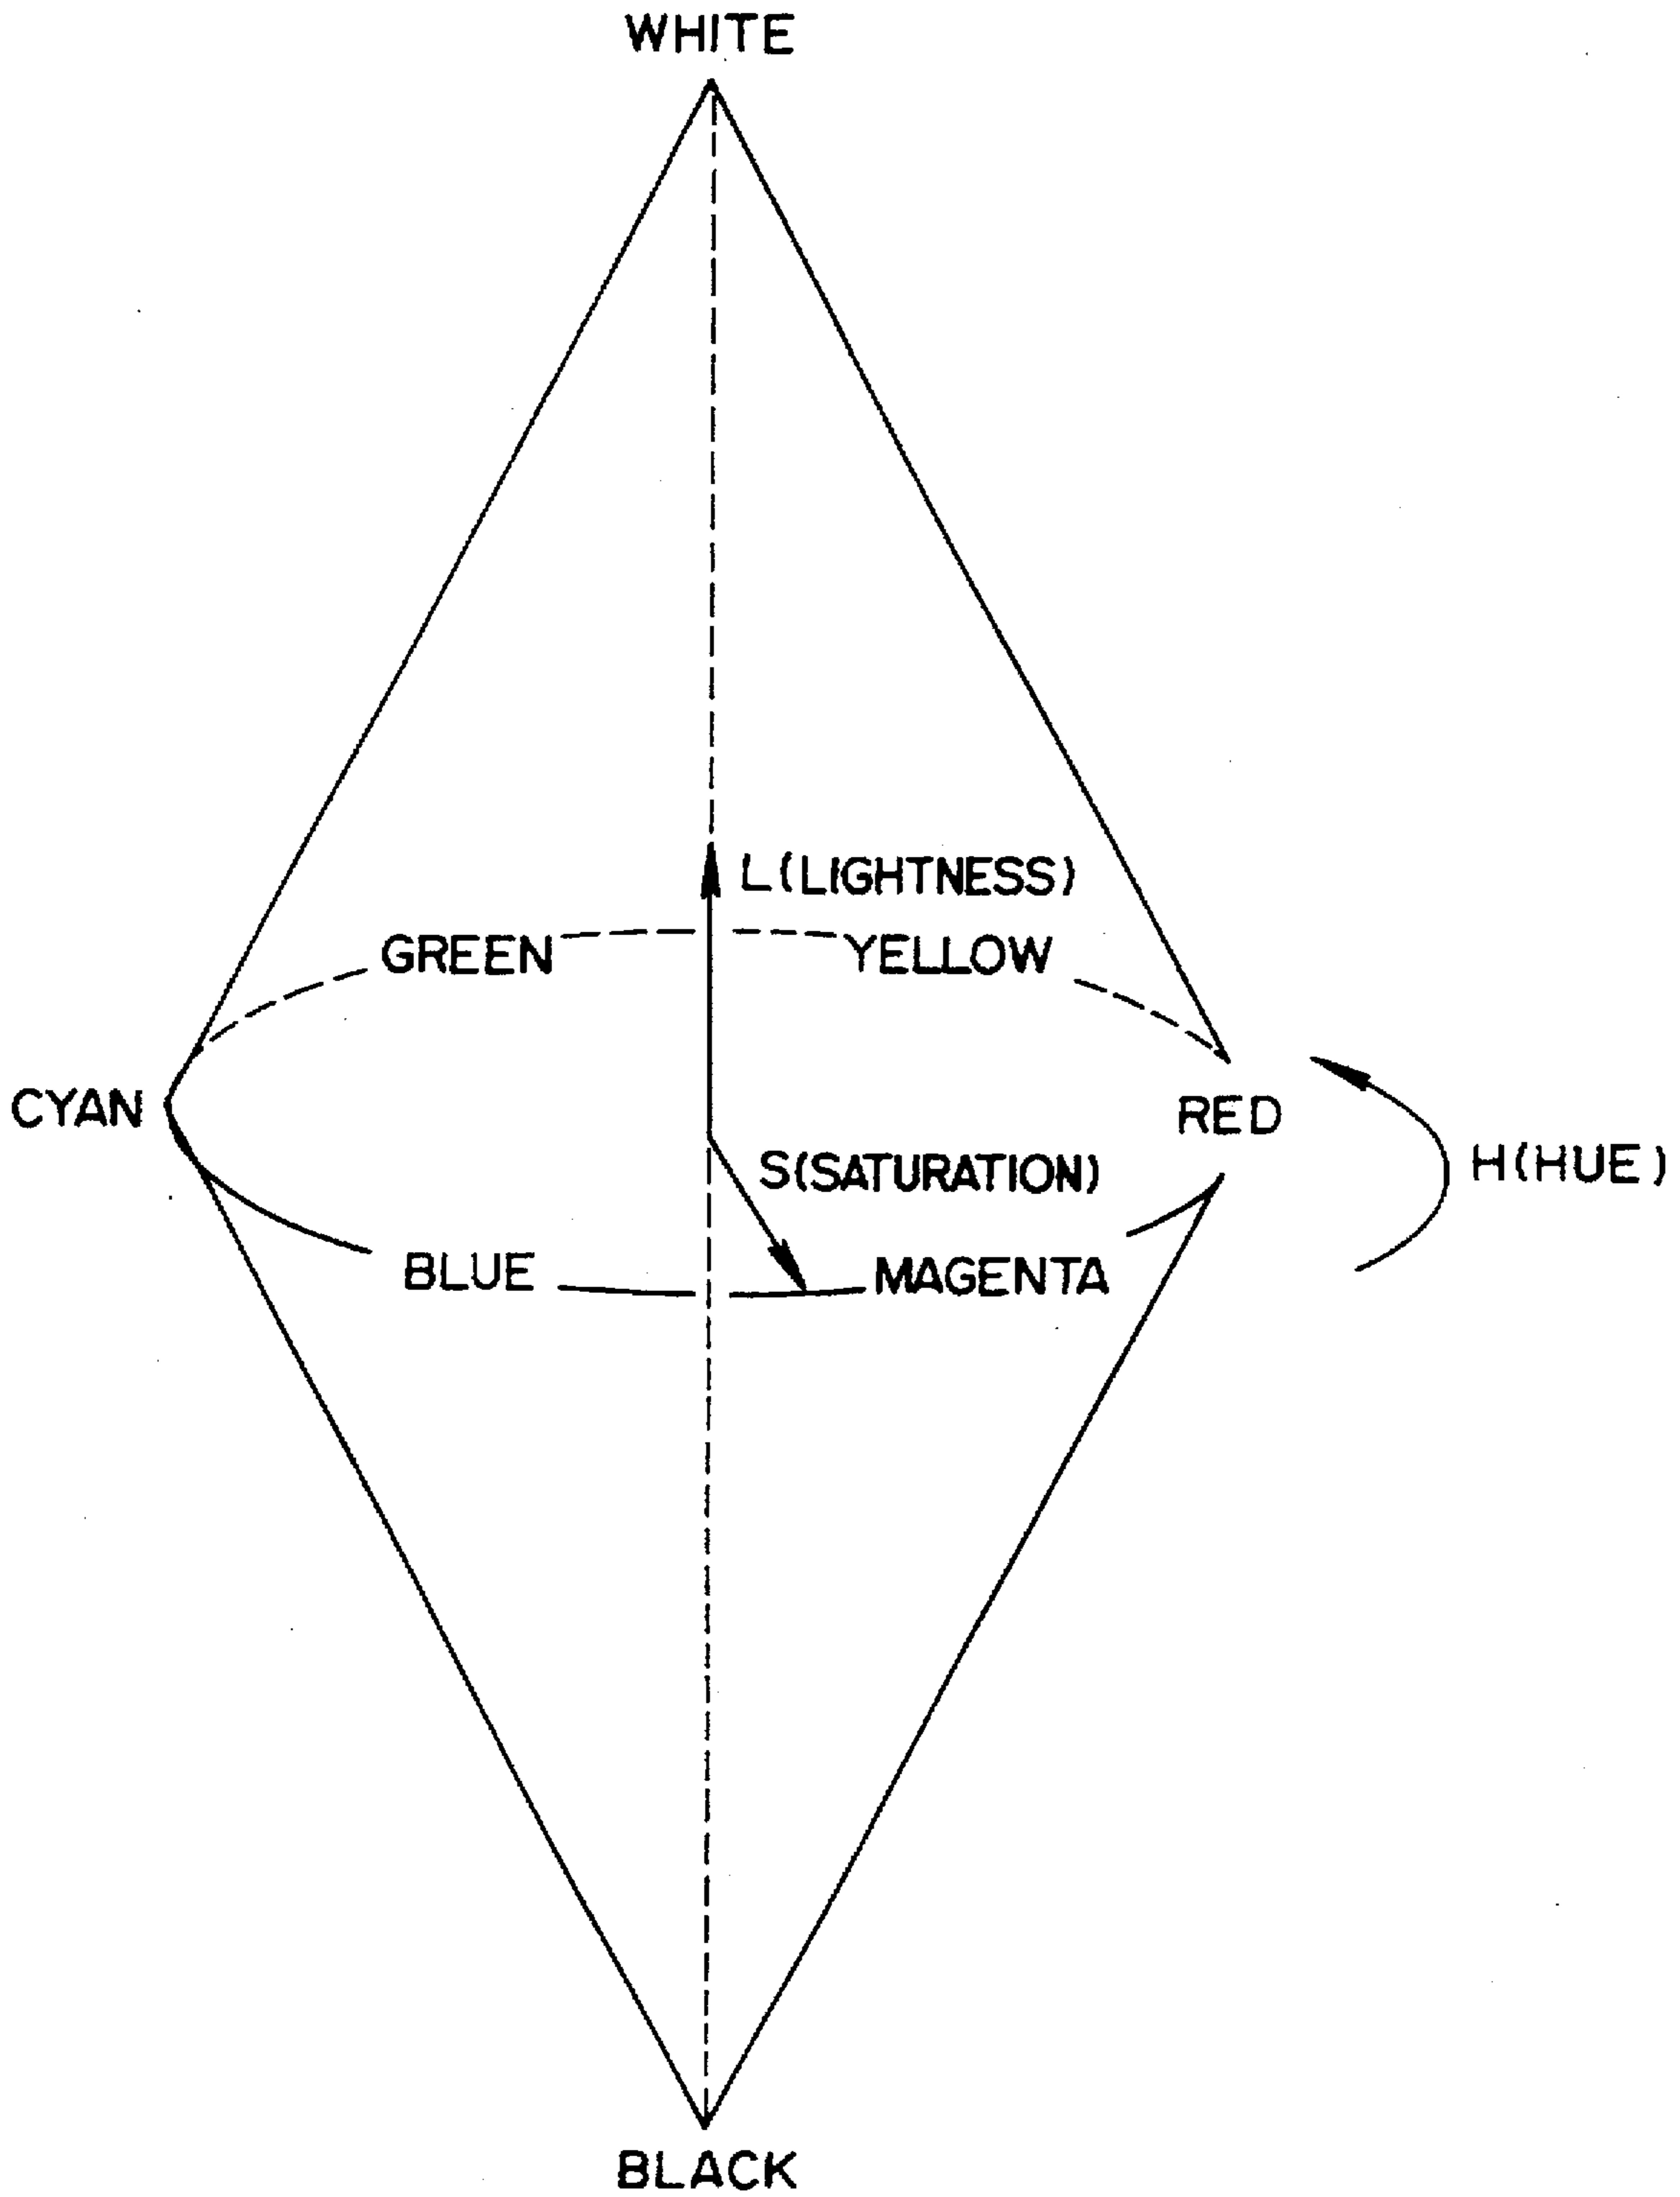 WHITE
L(LIGHTNESS)
GREEN
YELLOW
CYAN
RED
H(HUE)
S(SATURATION)
BLUE
MAGENTA
BLACK